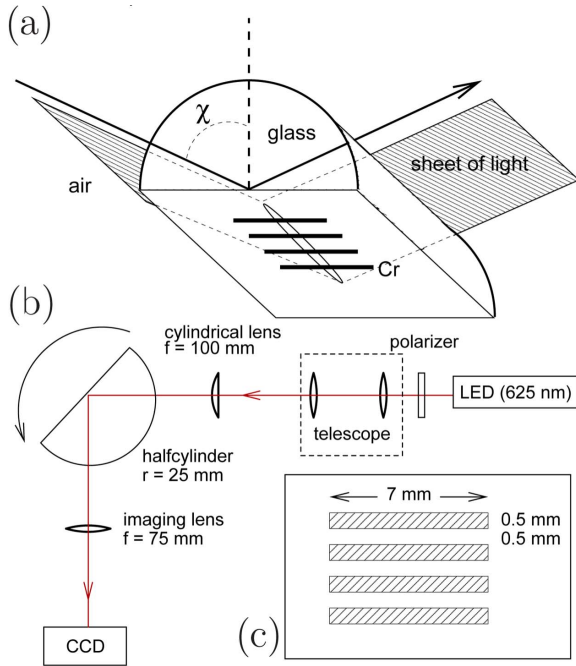 (a)
χ
glass
air
sheet of light
Cr
(b)
cylindrical lens
f = 100 mm
polarizer
LED (625 nm)
telescope
halfcylinder
r = 25 mm
imaging lens
f = 75 mm
CCD
7 mm
0.5 mm
0.5 mm
(c)